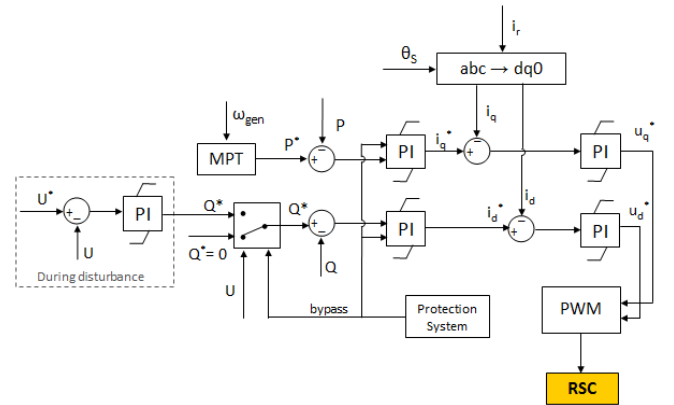 i_r
θ_S
abc → dq0
ω_gen
i_q
P
P*
i_q*
u_q*
MPT
PI
PI
U*
PI
Q*
Q*
i_d
i_d*
u_d*
PI
PI
U
Q* = 0
Q
During disturbance
U
bypass
Protection
System
PWM
RSC